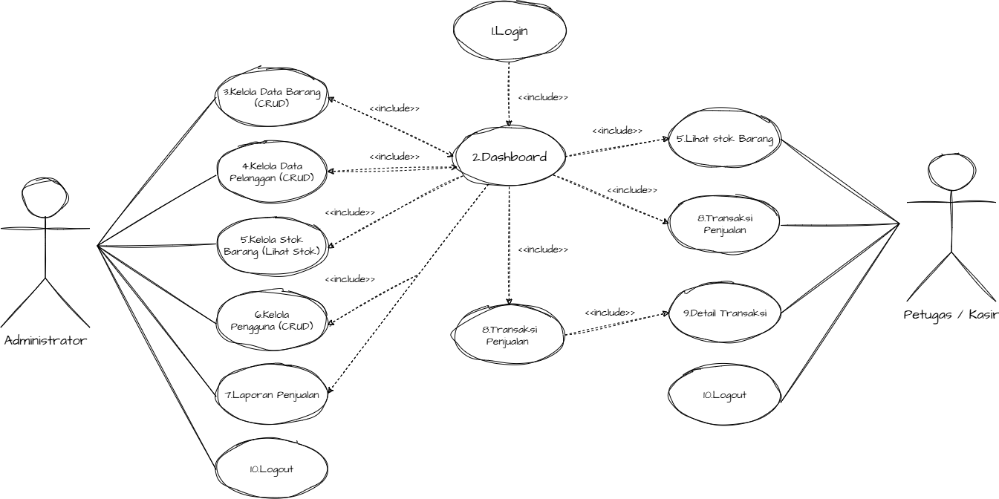 1.Login
<<include>>
3.Kelola Data Barang
(CRUD)
<<include>>
<<include>>
5.Lihat stok Barang
4.Kelola Data
Pelanggan (CRUD)
<<include>>
2.Dashboard
<<include>>
<<include>>
8.Transaksi
Penjualan
5.Kelola Stok
Barang (Lihat Stok)
<<include>>
<<include>>
6.Kelola
Pengguna (CRUD)
<<include>>
9.Detail Transaksi
Petugas / Kasir
Administrator
8.Transaksi
Penjualan
7.Laporan Penjualan
10.Logout
10.Logout